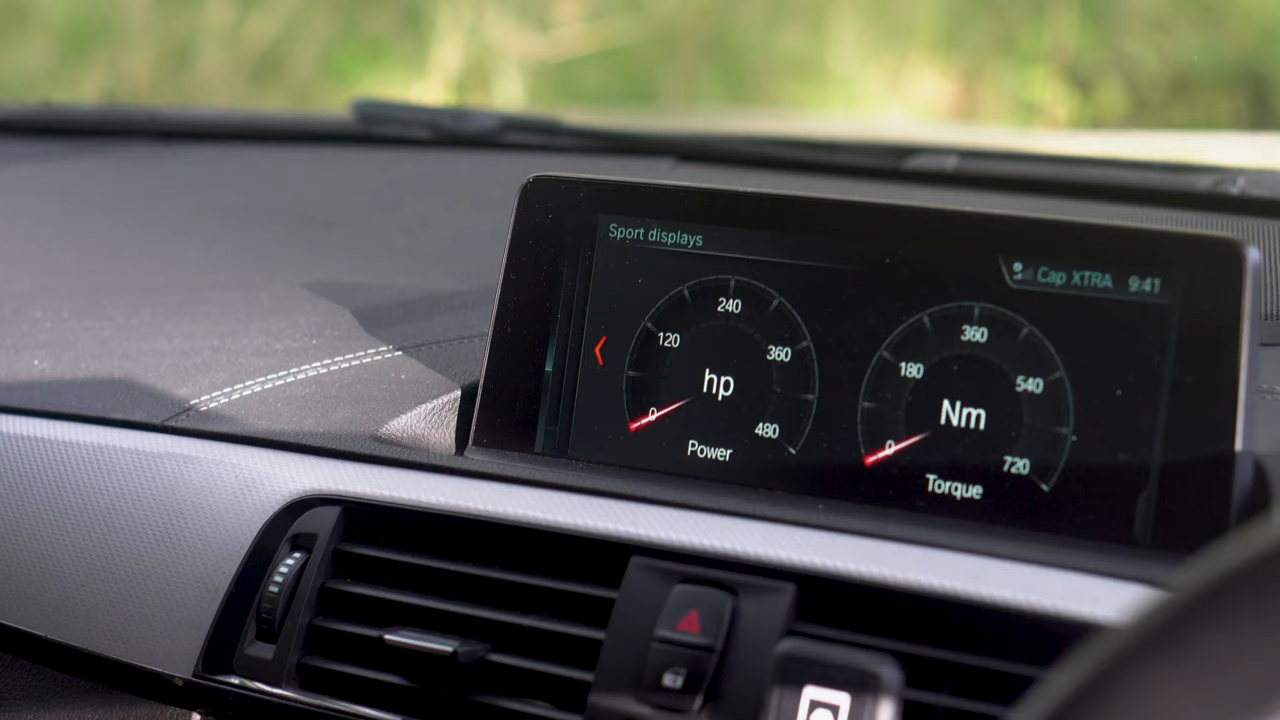 Sport displays
Cap XTRA 9:41
240
120
360
hp
0
480
Power
360
180
540
Nm
0
720
Torque